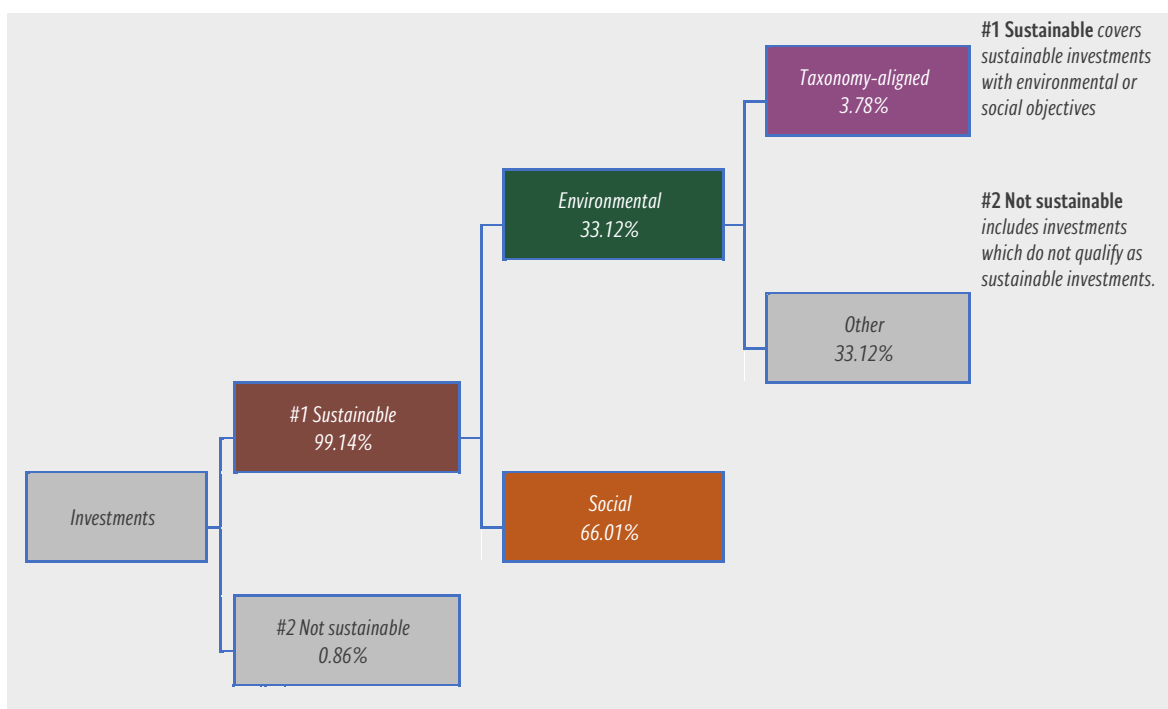 Taxonomy-aligned
3.78%
#1 Sustainable covers
sustainable investments
with environmental or
social objectives
Environmental
33.12%
#2 Not sustainable
includes investments
which do not qualify as
sustainable investments.
Other
33.12%
#1 Sustainable
99.14%
Investments
Social
66.01%
#2 Not sustainable
0.86%